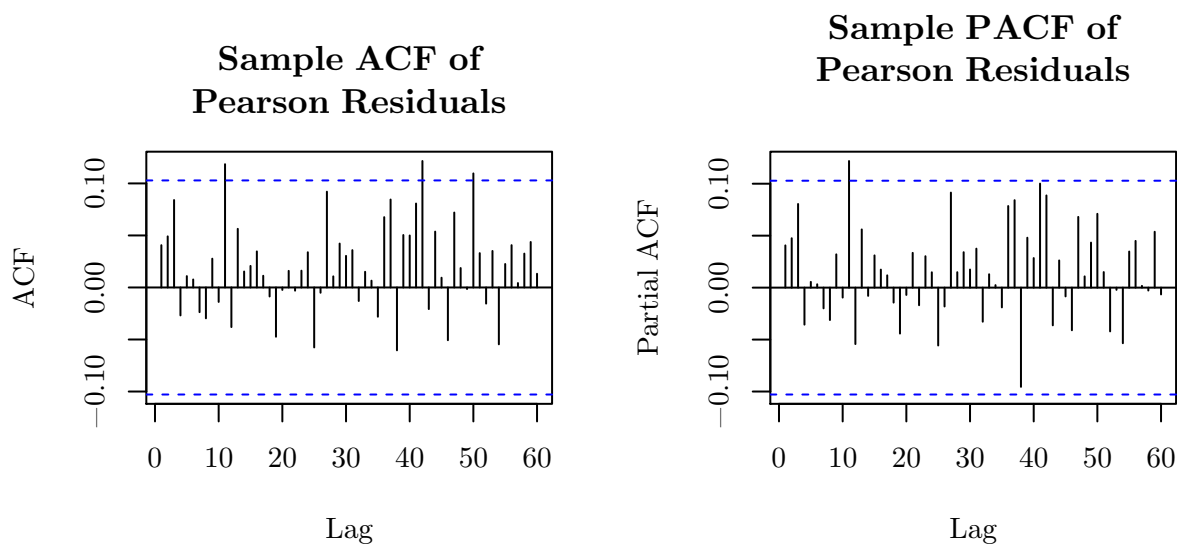 Sample ACF of
Pearson Residuals
ACF
0.10
0.00
−0.10
0 10 20 30 40 50 60
Lag
Sample PACF of
Pearson Residuals
Partial ACF
0.10
0.00
−0.10
0 10 20 30 40 50 60
Lag